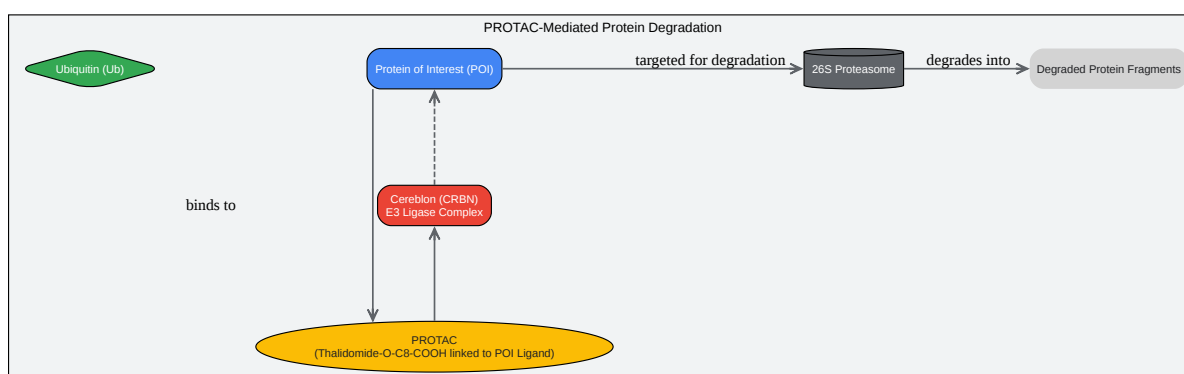 PROTAC-Mediated Protein Degradation
Ubiquitin (Ub)
Protein of Interest (POI)
targeted for degradation
26S Proteasome
degrades into
Degraded Protein Fragments
binds to
Cereblon (CRBN)
E3 Ligase Complex
PROTAC
(Thalidomide-O-C8-COOH linked to POI Ligand)